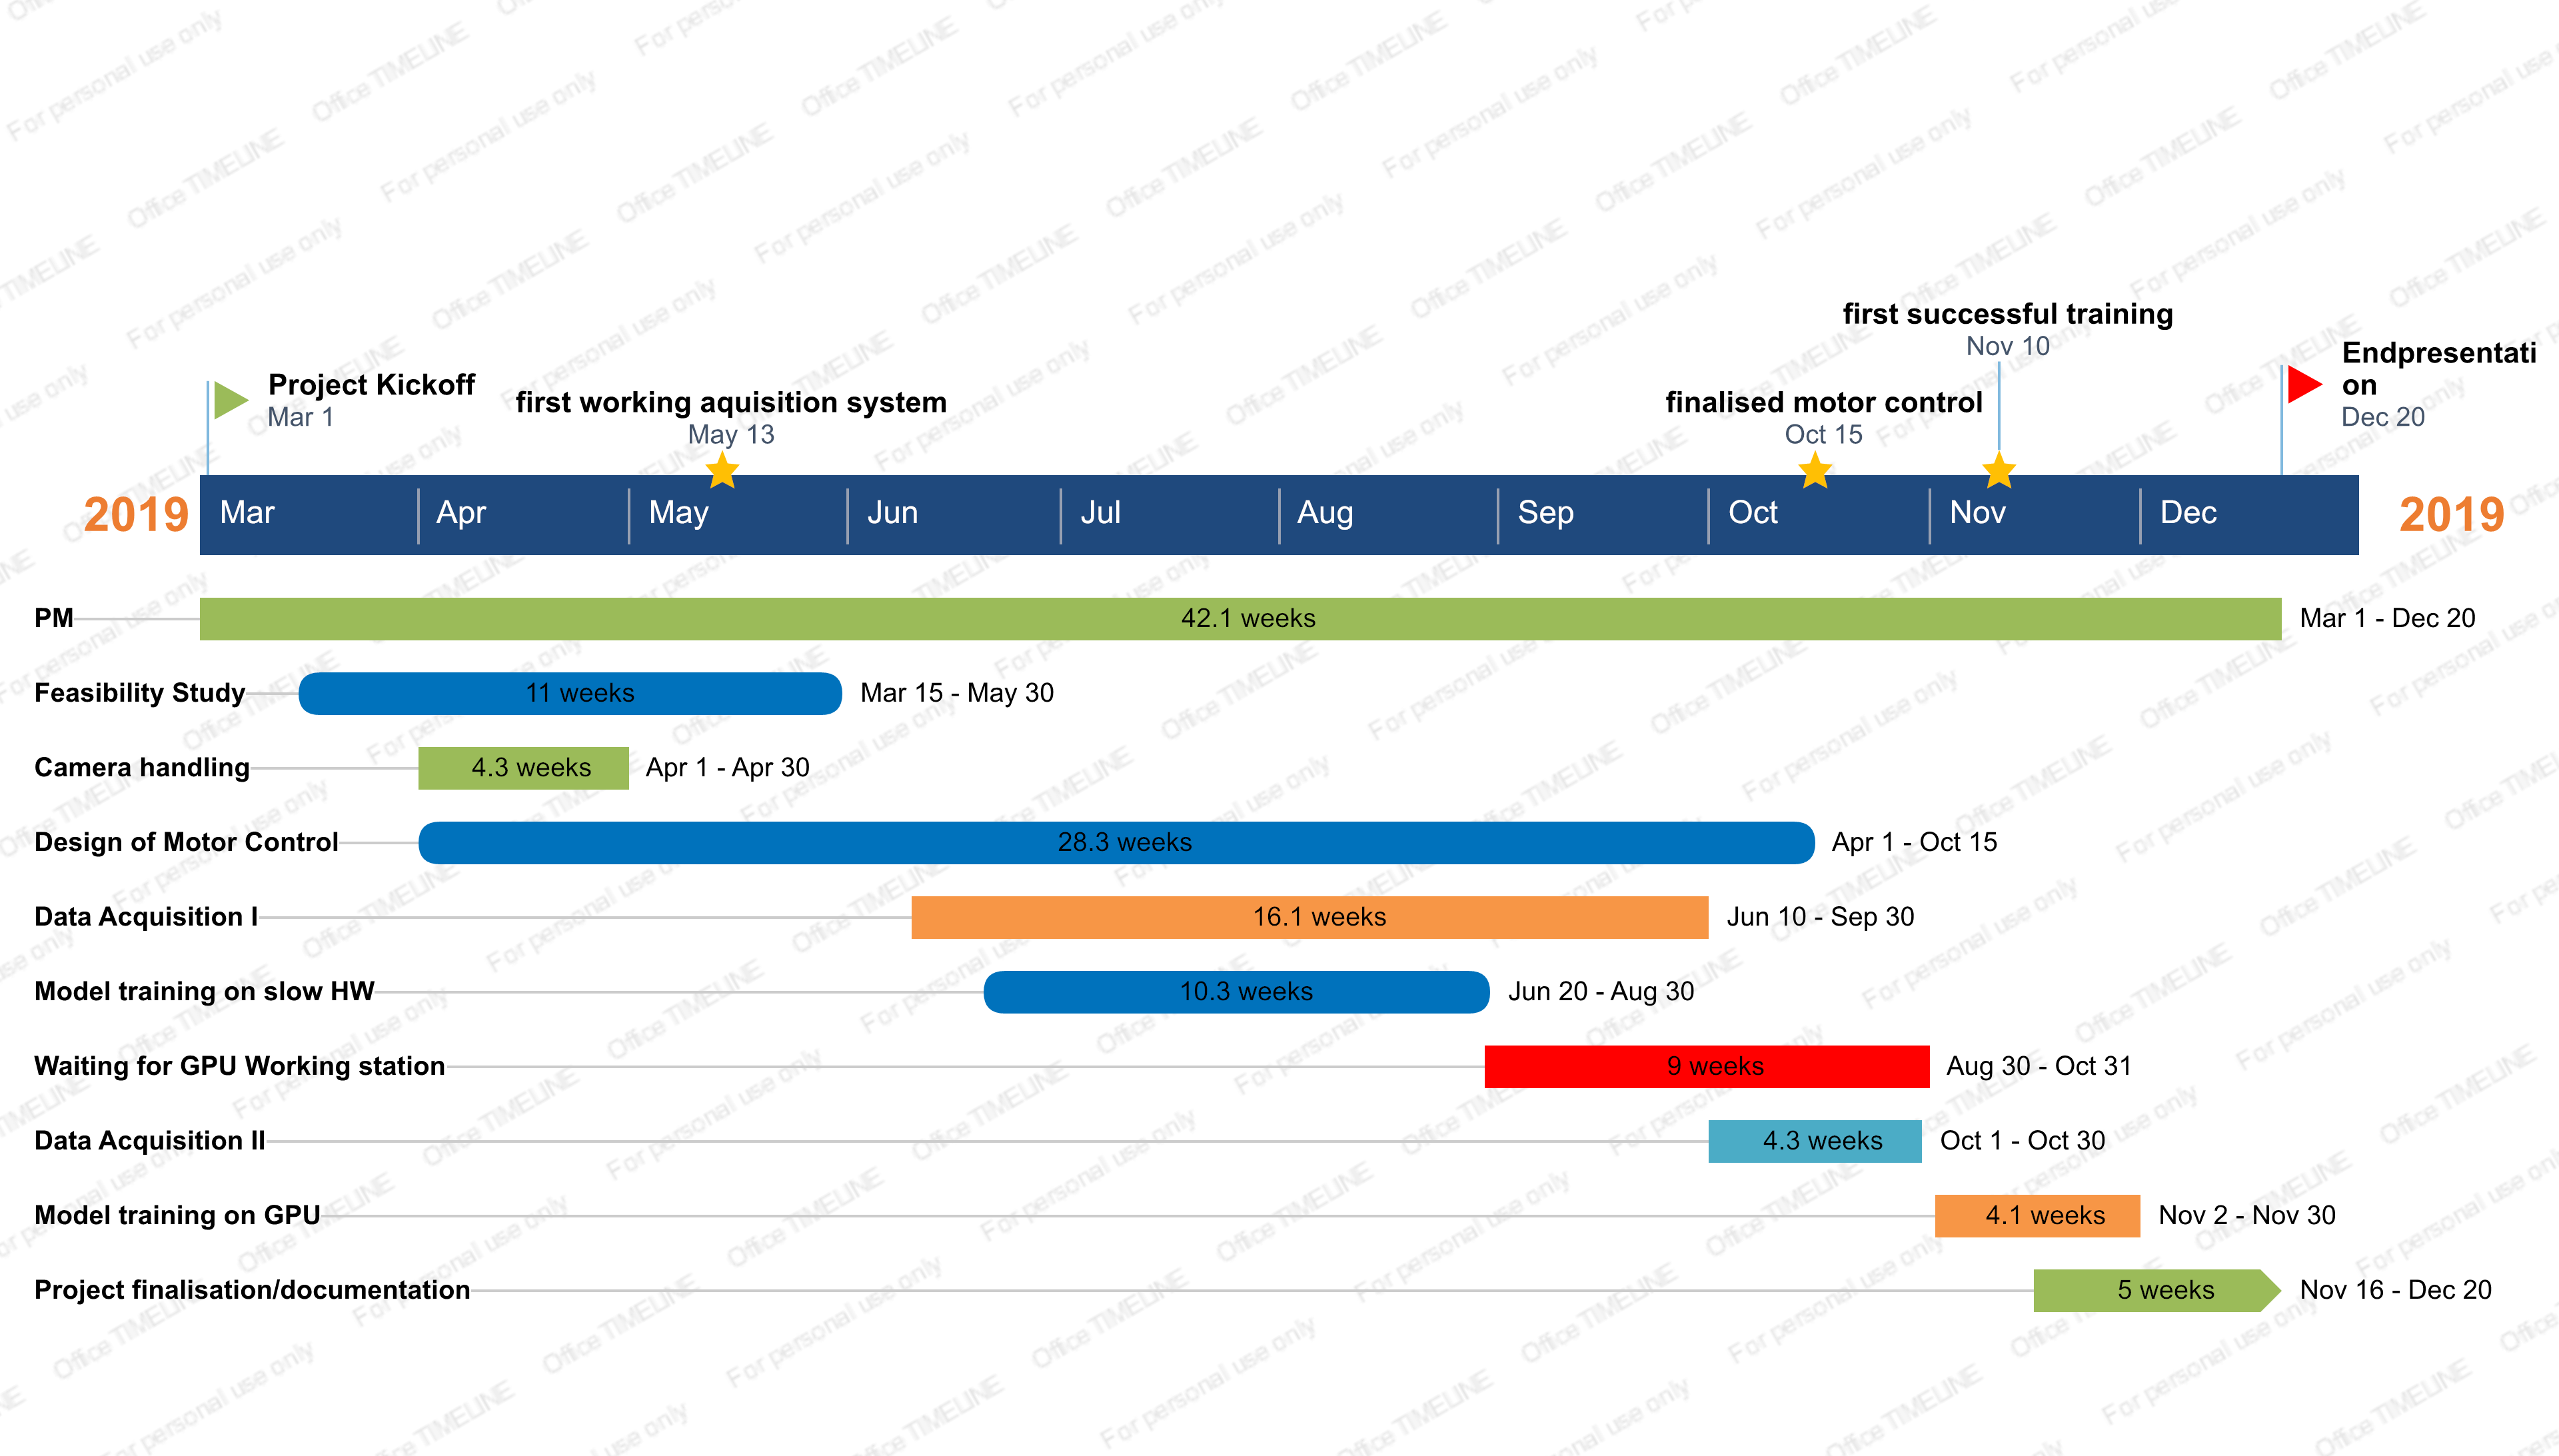 first successful training
Nov 10
Endpresentati
on
Dec 20
Project Kickoff
Mar 1
first working aquisition system
May 13
finalised motor control
Oct 15
2019 Mar Apr May Jun Jul Aug Sep Oct Nov Dec 2019
PM 42.1 weeks Mar 1 - Dec 20
Feasibility Study 11 weeks Mar 15 - May 30
Camera handling 4.3 weeks Apr 1 - Apr 30
Design of Motor Control 28.3 weeks Apr 1 - Oct 15
Data Acquisition I 16.1 weeks Jun 10 - Sep 30
Model training on slow HW 10.3 weeks Jun 20 - Aug 30
Waiting for GPU Working station 9 weeks Aug 30 - Oct 31
Data Acquisition II 4.3 weeks Oct 1 - Oct 30
Model training on GPU 4.1 weeks Nov 2 - Nov 30
Project finalisation/documentation 5 weeks Nov 16 - Dec 20
Office TIMELINE
For personal use only